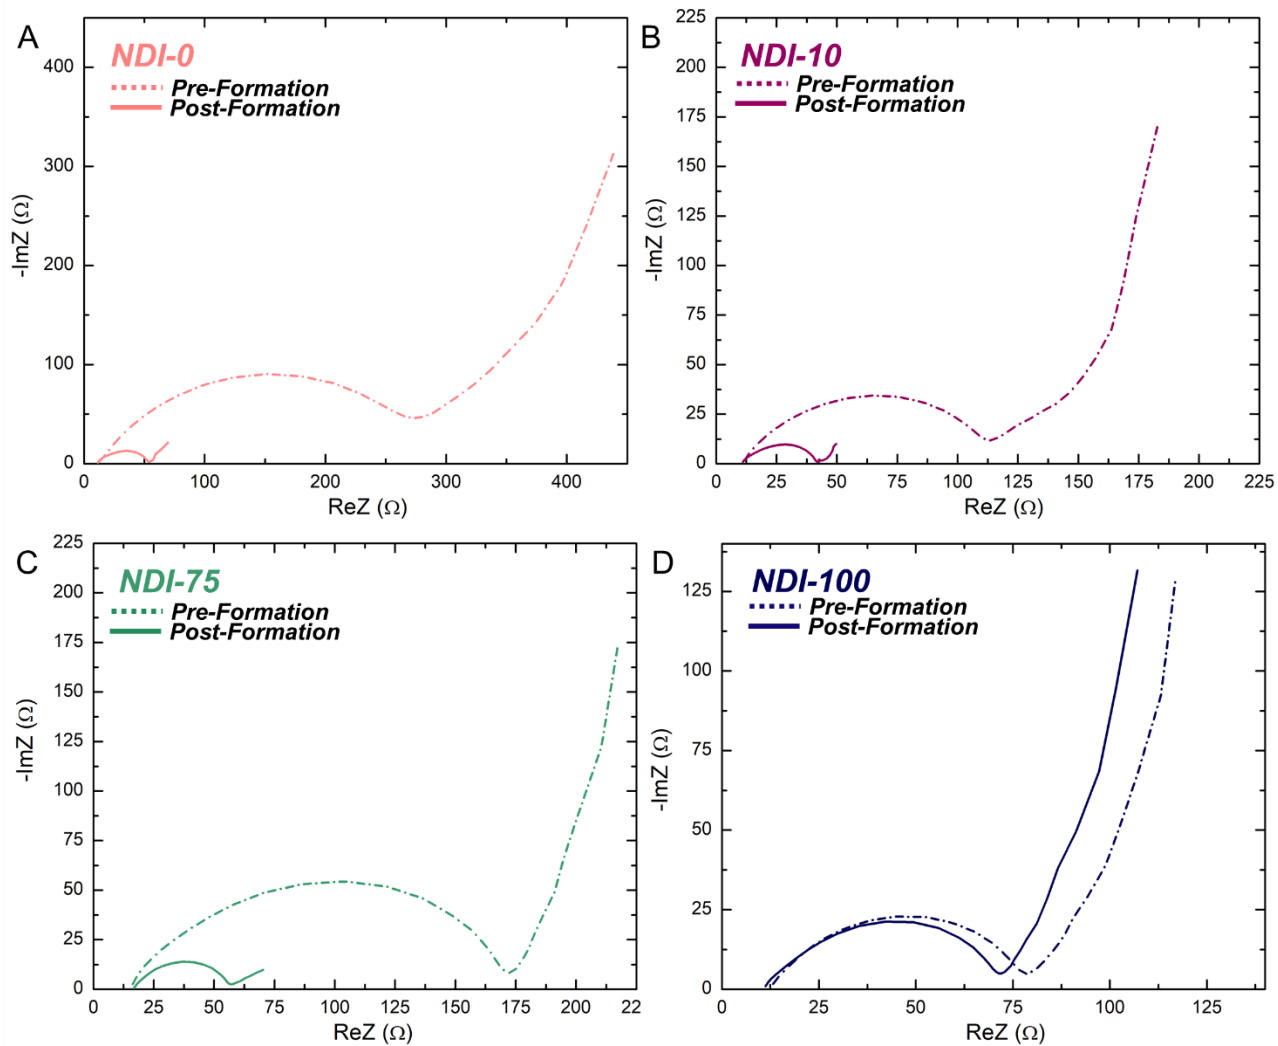 A
NDI-0
Pre-Formation
Post-Formation
400
300
200
100
0
-ImZ (Ω)
0 100 200 300 400
ReZ (Ω)
B
NDI-10
Pre-Formation
Post-Formation
225
200
175
150
125
100
75
50
25
0
-ImZ (Ω)
0 25 50 75 100 125 150 175 200 225
ReZ (Ω)
C
NDI-75
Pre-Formation
Post-Formation
225
200
175
150
125
100
75
50
25
0
-ImZ (Ω)
0 25 50 75 100 125 150 175 200 22
ReZ (Ω)
D
NDI-100
Pre-Formation
Post-Formation
125
100
75
50
25
0
-ImZ (Ω)
0 25 50 75 100 125
ReZ (Ω)